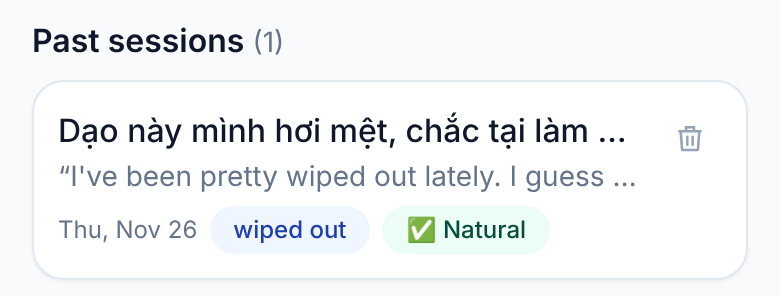 Past sessions (1)
Dạo này mình hơi mệt, chắc tại làm ...
“I've been pretty wiped out lately. I guess ...
Thu, Nov 26 wiped out ✅ Natural